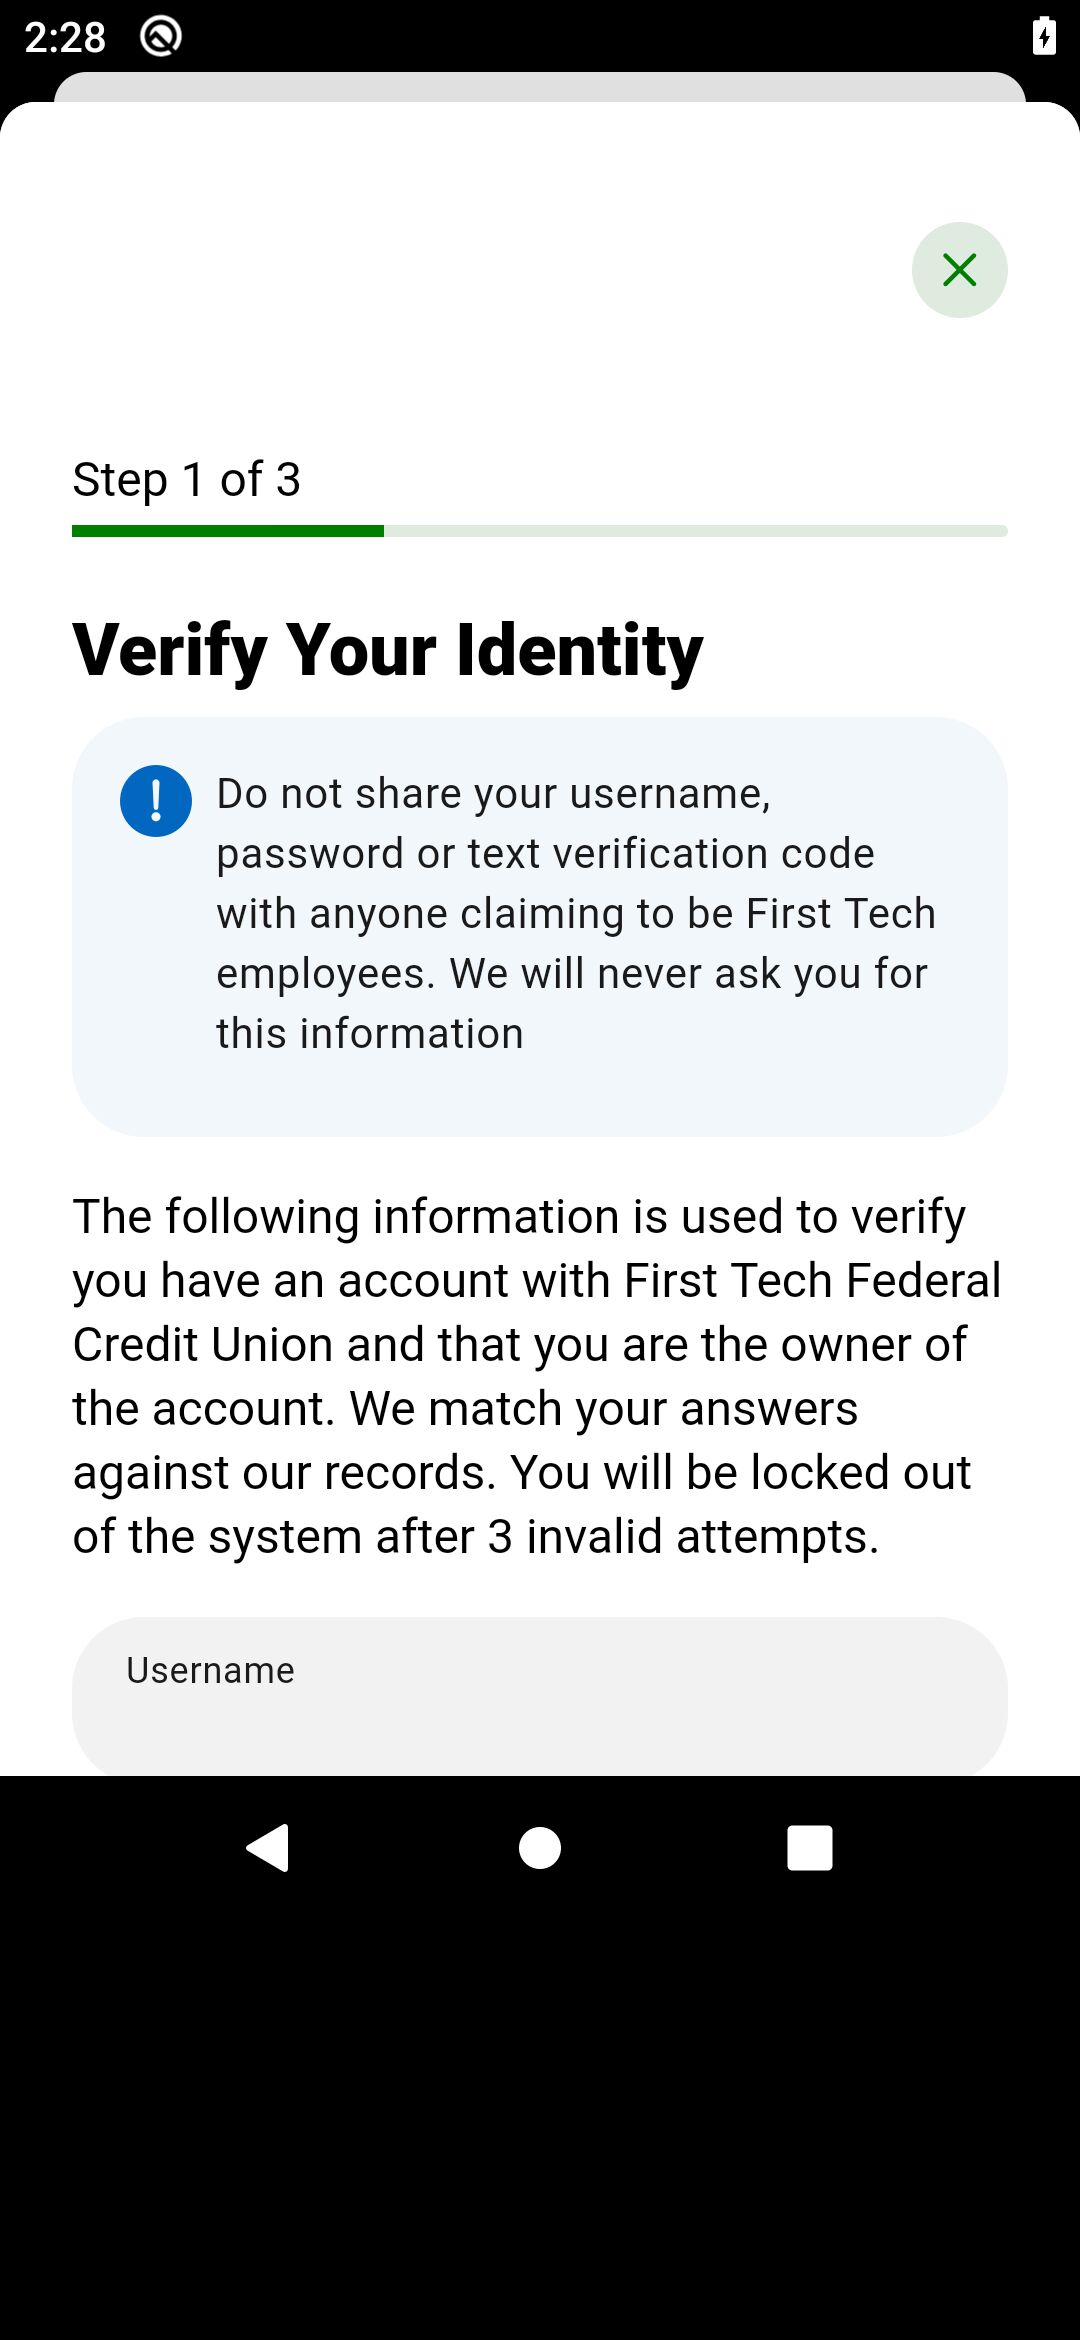 2:28
Step 1 of 3
Verify Your Identity
Do not share your username,
password or text verification code
with anyone claiming to be First Tech
employees. We will never ask you for
this information
The following information is used to verify
you have an account with First Tech Federal
Credit Union and that you are the owner of
the account. We match your answers
against our records. You will be locked out
of the system after 3 invalid attempts.
Username